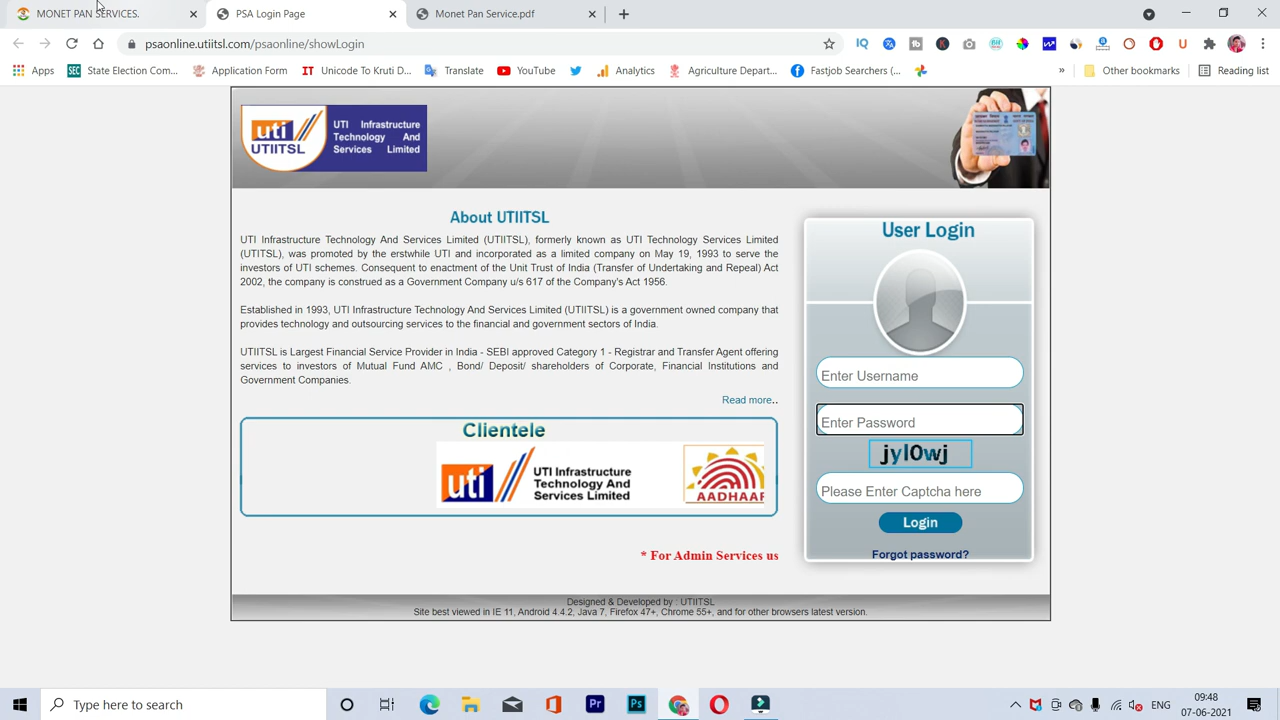 MONET PAN SERVICES.
PSA Login Page
Monet Pan Service.pdf
psaonline.utiitsl.com/psaonline/showLogin
Apps
State Election Com...
Application Form
Unicode To Kruti D...
Translate
YouTube
Analytics
Agriculture Depart...
Fastjob Searchers (...
»
Other bookmarks
Reading list
uti
UTIITSL
UTI Infrastructure
Technology And
Services Limited
About UTIITSL
UTI Infrastructure Technology And Services Limited (UTIITSL), formerly known as UTI Technology Services Limited
(UTITSL), was promoted by the erstwhile UTI and incorporated as a limited company on May 19, 1993 to serve the
investors of UTI schemes. Consequent to enactment of the Unit Trust of India (Transfer of Undertaking and Repeal) Act
2002, the company is construed as a Government Company u/s 617 of the Company's Act 1956.
Established in 1993, UTI Infrastructure Technology And Services Limited (UTIITSL) is a government owned company that
provides technology and outsourcing services to the financial and government sectors of India.
UTIITSL is Largest Financial Service Provider in India - SEBI approved Category 1 - Registrar and Transfer Agent offering
services to investors of Mutual Fund AMC , Bond/ Deposit/ shareholders of Corporate, Financial Institutions and
Government Companies.
Read more..
Clientele
uti
UTI Infrastructure
Technology And
Services Limited
AADHAAR
* For Admin Services us
User Login
Enter Username
Enter Password
jyl0wj
Please Enter Captcha here
Login
Forgot password?
Designed & Developed by : UTIITSL
Site best viewed in IE 11, Android 4.4.2, Java 7, Firefox 47+, Chrome 55+, and for other browsers latest version.
Type here to search
ENG
09:48
07-06-2021